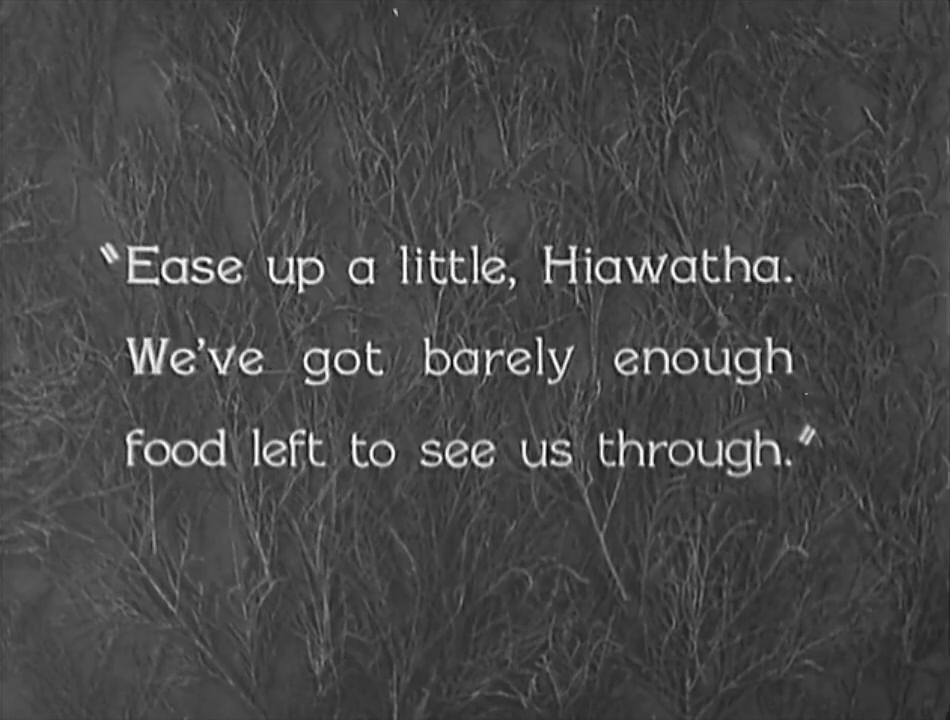 "Ease up a little, Hiawatha.
We've got barely enough
food left to see us through."